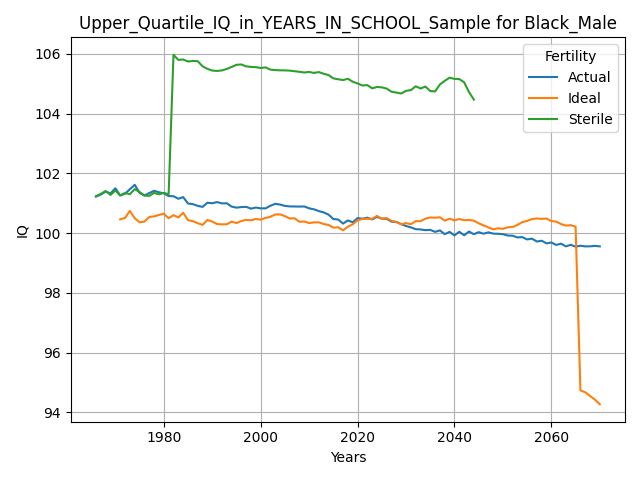 Upper_Quartile_IQ_in_YEARS_IN_SCHOOL_Sample for Black_Male
106
104
102
100
98
96
94
IQ
Fertility
Actual
Ideal
Sterile
1980
2000
2020
2040
2060
Years